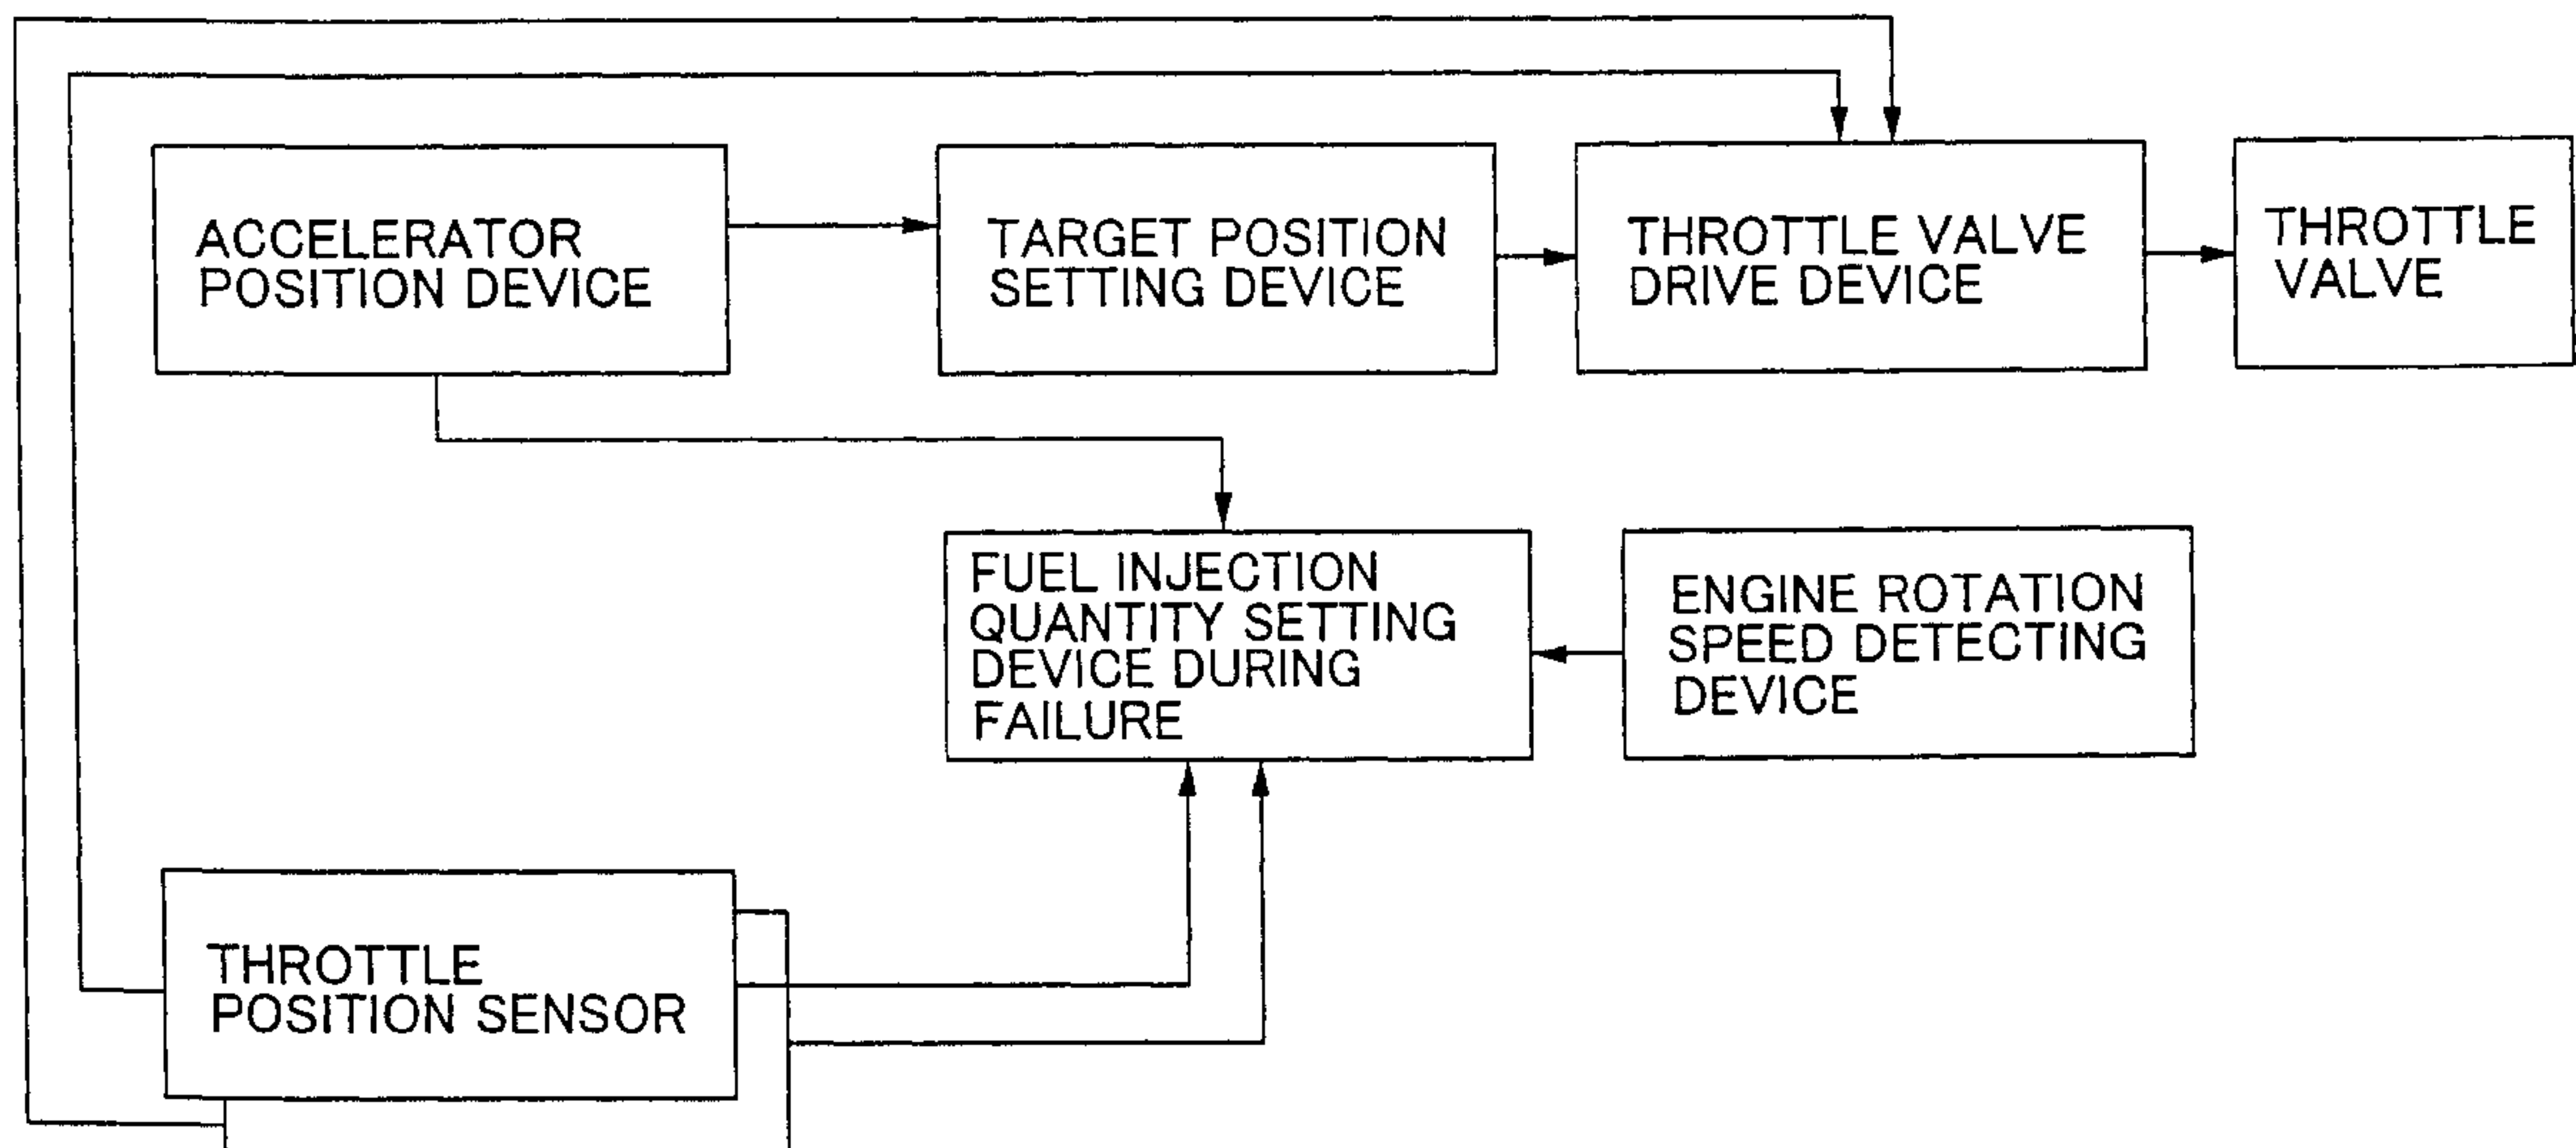 ACCELERATOR
POSITION DEVICE
TARGET POSITION
SETTING DEVICE
THROTTLE VALVE
DRIVE DEVICE
THROTTLE
VALVE
FUEL INJECTION
QUANTITY SETTING
DEVICE DURING
FAILURE
ENGINE ROTATION
SPEED DETECTING
DEVICE
THROTTLE
POSITION SENSOR